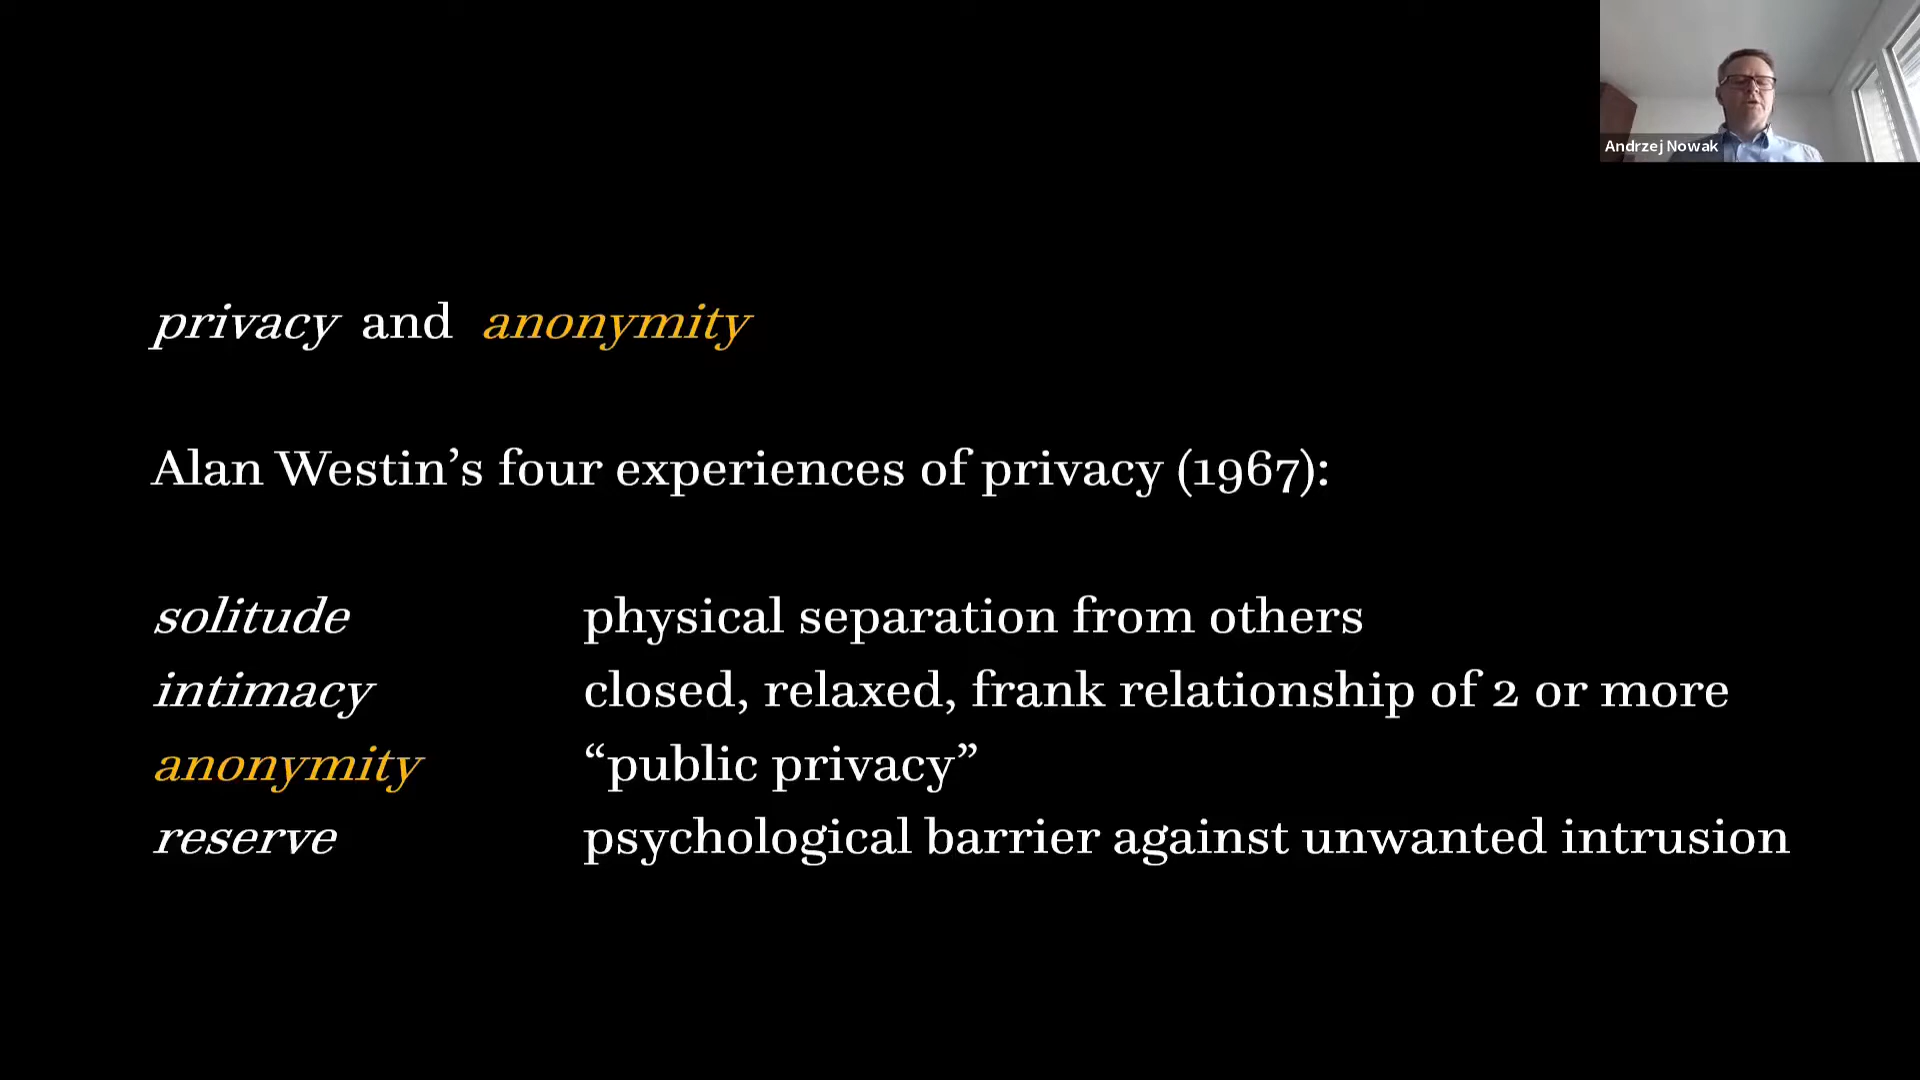 Andrzej Nowak
privacy and anonymity
Alan Westin’s four experiences of privacy (1967):
solitude physical separation from others
intimacy closed, relaxed, frank relationship of 2 or more
anonymity “public privacy”
reserve psychological barrier against unwanted intrusion